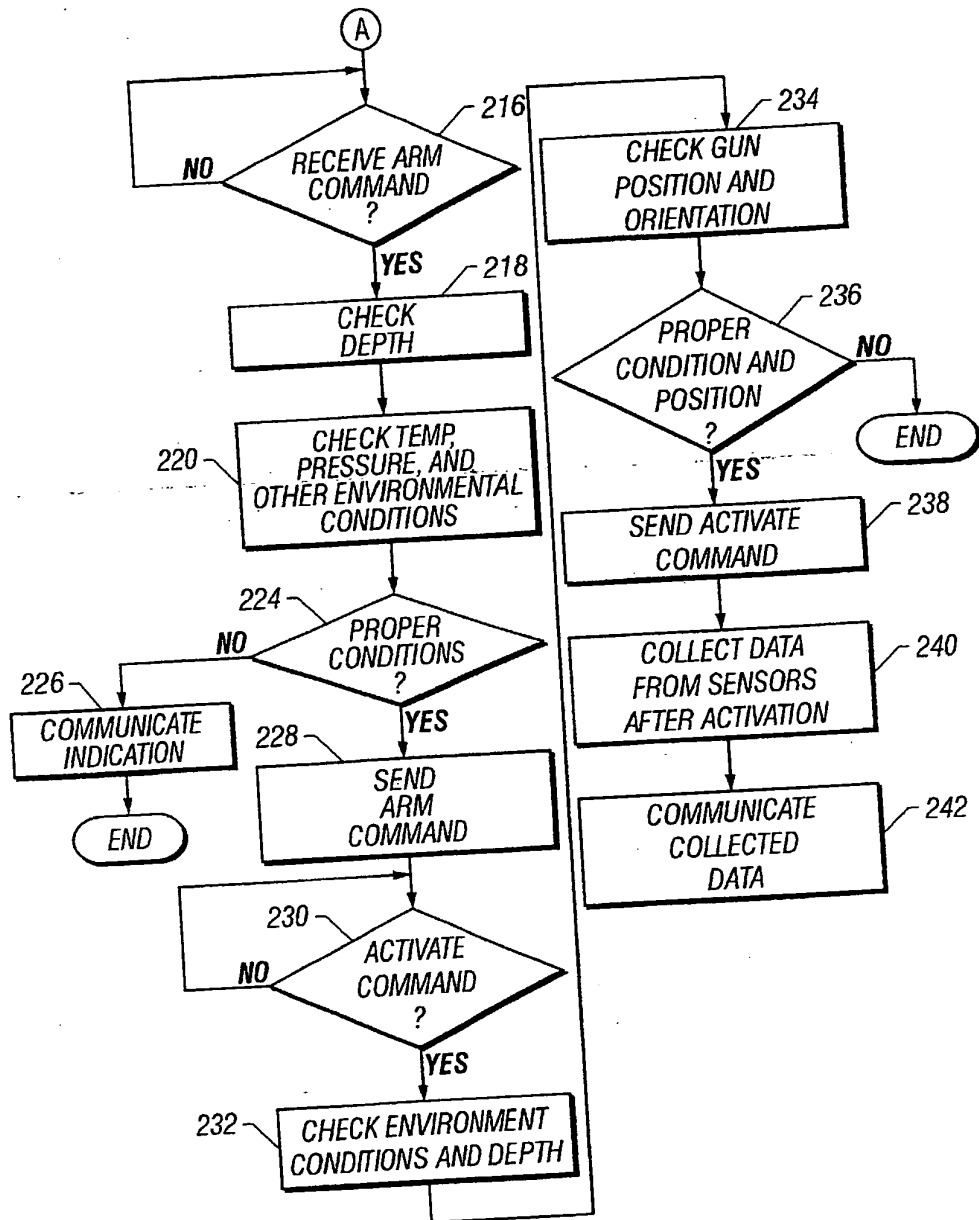 A
216
NO
RECEIVE ARM
COMMAND
?
YES
218
CHECK
DEPTH
220
CHECK TEMP,
PRESSURE, AND
OTHER ENVIRONMENTAL
CONDITIONS
224
NO
PROPER
CONDITIONS
?
226
COMMUNICATE
INDICATION
END
YES
228
SEND
ARM
COMMAND
230
NO
ACTIVATE
COMMAND
?
YES
232
CHECK ENVIRONMENT
CONDITIONS AND DEPTH
234
CHECK GUN
POSITION AND
ORIENTATION
236
PROPER
CONDITION AND
POSITION
?
NO
END
YES
SEND ACTIVATE
COMMAND
238
COLLECT DATA
FROM SENSORS
AFTER ACTIVATION
240
COMMUNICATE
COLLECTED
DATA
242